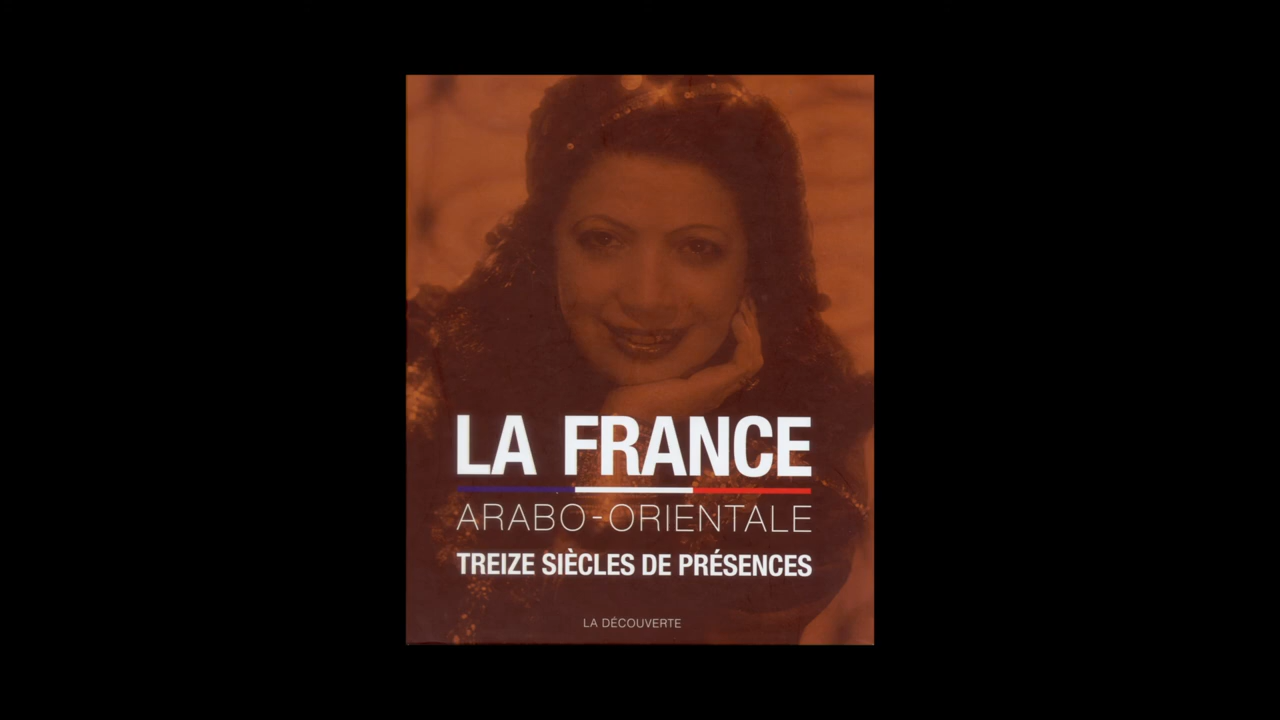 LA FRANCE
ARABO-ORIENTALE
TREIZE SIÈCLES DE PRÉSENCES
LA DÉCOUVERTE